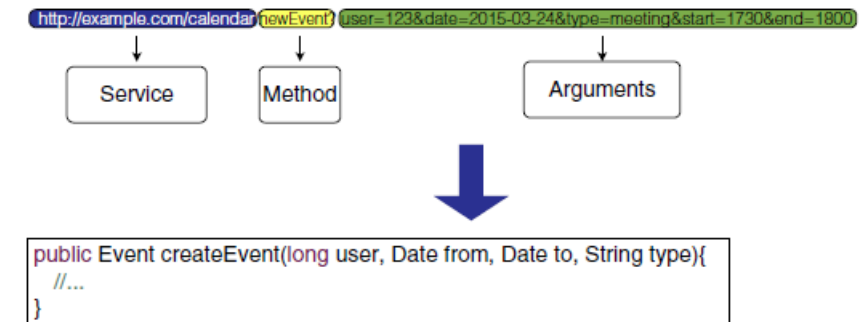 http://example.com/calendar newEvent? user=123&date=2015-03-24&type=meeting&start=1730&end=1800)
Service Method Arguments
public Event createEvent(long user, Date from, Date to, String type){
//...
}